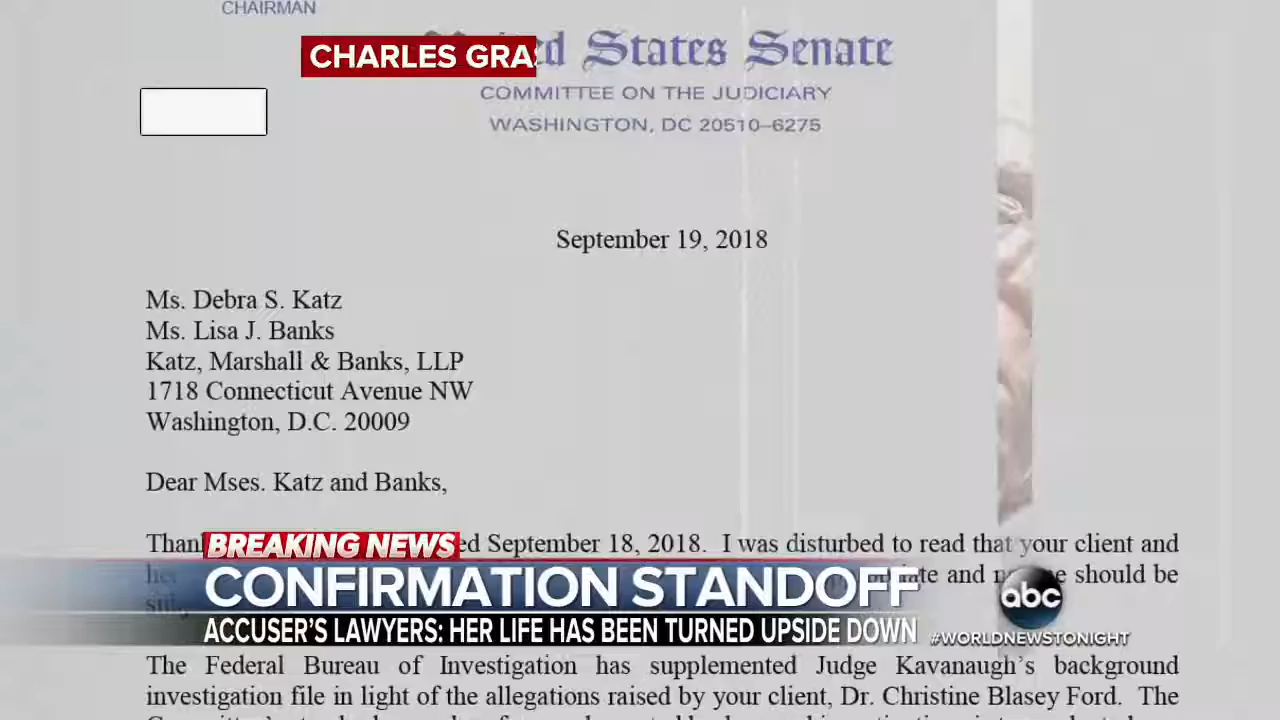 CHAIRMAN
CHARLES GRAS
United States Senate
COMMITTEE ON THE JUDICIARY
WASHINGTON, DC 20510–6275
September 19, 2018
Ms. Debra S. Katz
Ms. Lisa J. Banks
Katz, Marshall & Banks, LLP
1718 Connecticut Avenue NW
Washington, D.C. 20009
Dear Mses. Katz and Banks,
September 18, 2018. I was disturbed to read that your client and
and should be
BREAKING NEWS
CONFIRMATION STANDOFF
ACCUSER'S LAWYERS: HER LIFE HAS BEEN TURNED UPSIDE DOWN
abc
#WORLDNEWSTONIGHT
The Federal Bureau of Investigation has supplemented Judge Kavanaugh's background
investigation file in light of the allegations raised by your client, Dr. Christine Blasey Ford. The